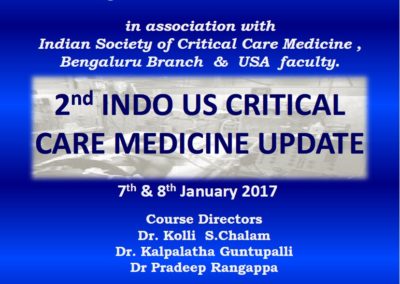 in association with
Indian Society of Critical Care Medicine ,
Bengaluru Branch & USA faculty.
2nd INDO US CRITICAL
CARE MEDICINE UPDATE
7th & 8th January 2017
Course Directors
Dr. Kolli S.Chalam
Dr. Kalpalatha Guntupalli
Dr Pradeep Rangappa